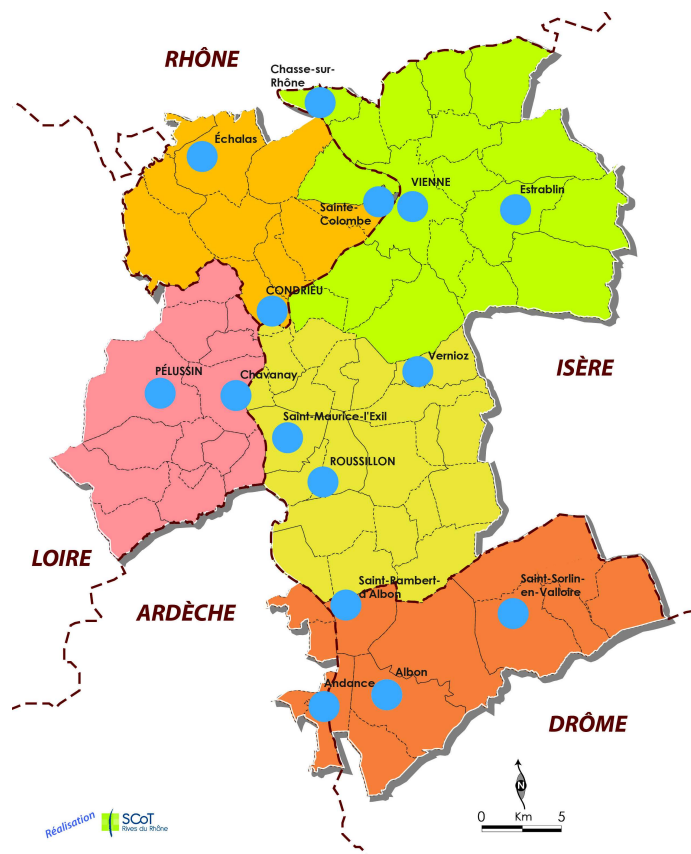 RHÔNE
Chasse-sur-
Rhône
Échalas
VIENNE
Estrablin
Sainte-
Colombe
CONDRIEU
Vernioz
ISÈRE
PÉLUSSIN
Chavanay
Saint-Maurice-l'Exil
ROUSSILLON
LOIRE
ARDÈCHE
Saint-Rambert-
d'Albon
Saint-Sorlin-
en-Valloire
Albon
Andance
DRÔME
N
0 Km 5
Réalisation
SCoT
Rives du Rhône